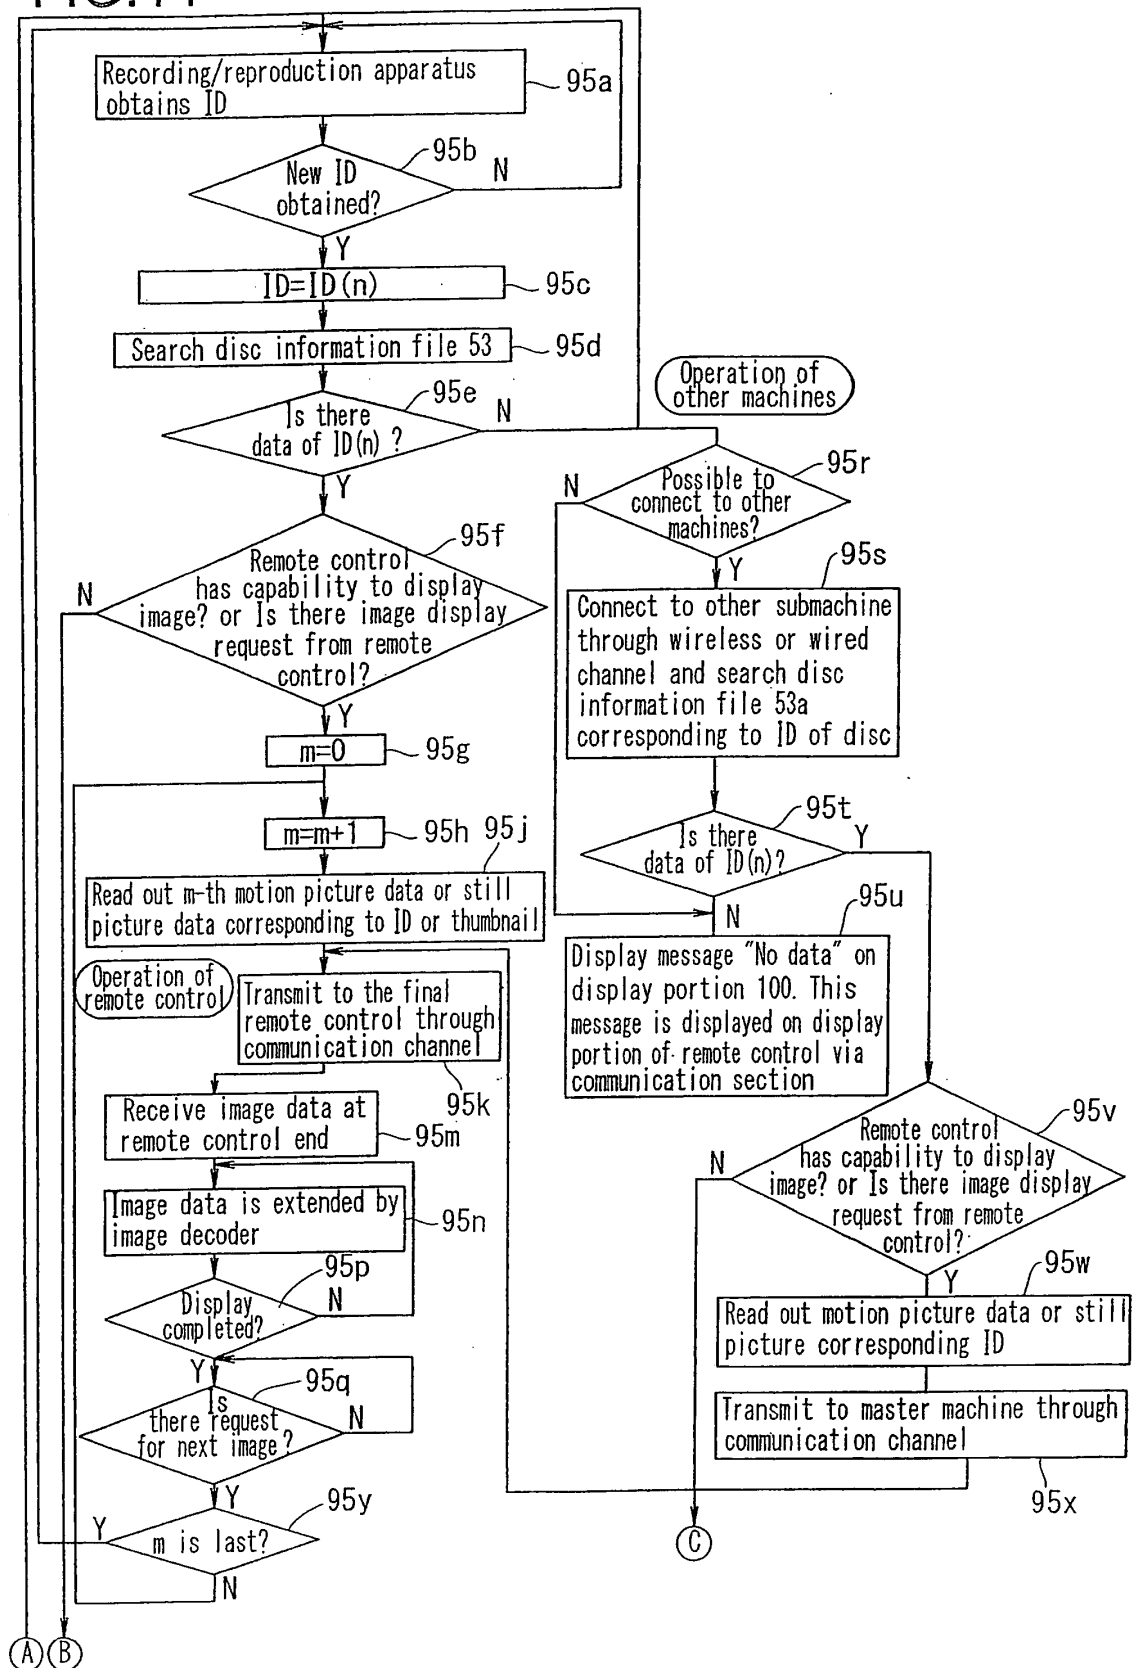 Recording/reproduction apparatus
obtains ID
95a
New ID
obtained?
95b
N
Y
ID=ID(n)
95c
Search disc information file 53
95d
Is there
data of ID(n) ?
95e
N
Y
Operation of
other machines
Possible to
connect to other
machines?
95r
N
Y
Remote control
has capability to display
image? or Is there image display
request from remote
control?
95f
N
Y
Connect to other submachine
through wireless or wired
channel and search disc
information file 53a
corresponding to ID of disc
95s
m=0
95g
m=m+1
95h
Is there
data of ID(n)?
95t
Y
N
Read out m-th motion picture data or still
picture data corresponding to ID or thumbnail
95j
Display message "No data" on
display portion 100. This
message is displayed on display
portion of remote control via
communication section
95u
Operation of
remote control
Transmit to the final
remote control through
communication channel
95k
Receive image data at
remote control end
95m
Remote control
has capability to display
image? or Is there image display
request from remote
control?
95v
N
Y
Image data is extended by
image decoder
95n
Display
completed?
95p
N
Y
Read out motion picture data or still
picture corresponding ID
95w
Is
there request
for next image?
95q
N
Y
Transmit to master machine through
communication channel
95x
m is last?
95y
Y
N
C
A
B